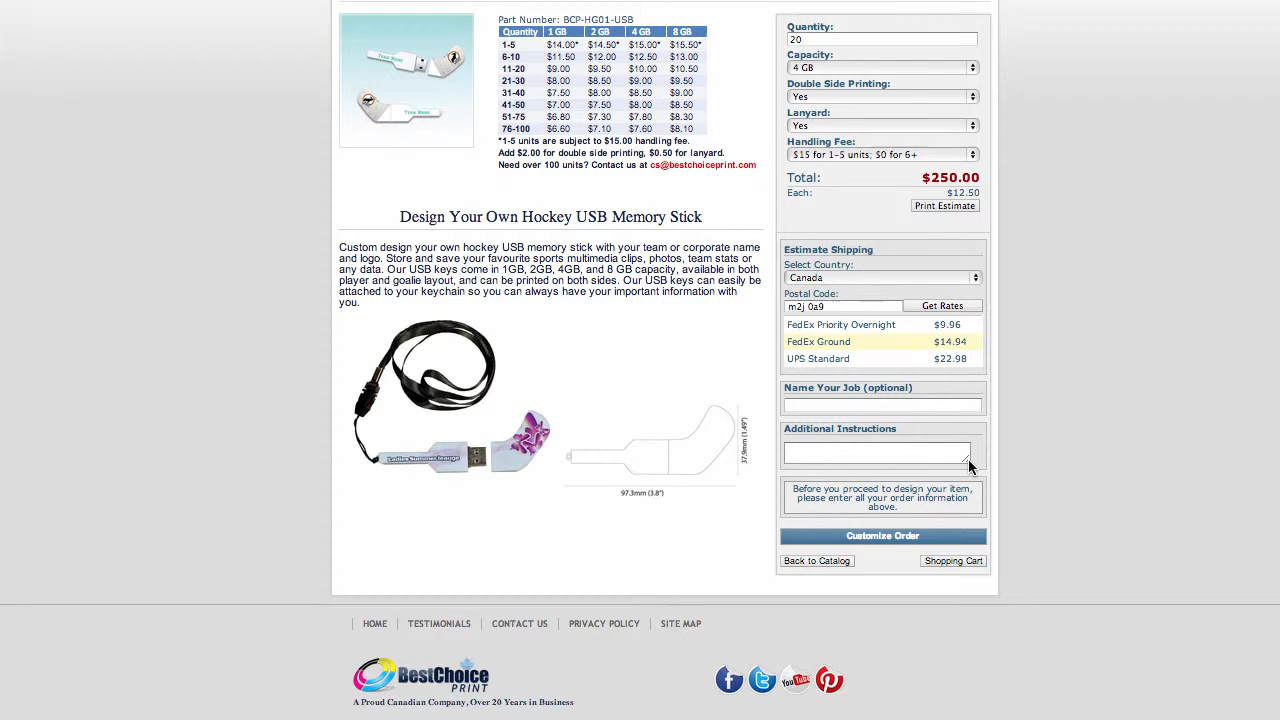 Part Number: BCP-HG01-USB
Quantity 1 GB 2 GB 4 GB 8 GB
1-5 $14.00* $14.50* $15.00* $15.50*
6-10 $11.50 $12.00 $12.50 $13.00
11-20 $9.00 $9.50 $10.00 $10.50
21-30 $8.00 $8.50 $9.00 $9.50
31-40 $7.50 $8.00 $8.50 $9.00
41-50 $7.00 $7.50 $8.00 $8.50
51-75 $6.80 $7.30 $7.80 $8.30
76-100 $6.60 $7.10 $7.60 $8.10
*1-5 units are subject to $15.00 handling fee.
Add $2.00 for double side printing, $0.50 for lanyard.
Need over 100 units? Contact us at cs@bestchoiceprint.com
Design Your Own Hockey USB Memory Stick
Custom design your own hockey USB memory stick with your team or corporate name
and logo. Store and save your favourite sports multimedia clips, photos, team stats or
any data. Our USB keys come in 1GB, 2GB, 4GB, and 8 GB capacity, available in both
player and goalie layout, and can be printed on both sides. Our USB keys can easily be
attached to your keychain so you can always have your important information with
you.
Ladies Summer League
37.9mm (1.49")
97.3mm (3.8")
Quantity:
20
Capacity:
4 GB
Double Side Printing:
Yes
Lanyard:
Yes
Handling Fee:
$15 for 1-5 units; $0 for 6+
Total: $250.00
Each: $12.50
Print Estimate
Estimate Shipping
Select Country:
Canada
Postal Code:
m2j 0a9 Get Rates
FedEx Priority Overnight $9.96
FedEx Ground $14.94
UPS Standard $22.98
Name Your Job (optional)
Additional Instructions
Before you proceed to design your item,
please enter all your order information
above.
Customize Order
Back to Catalog Shopping Cart
HOME TESTIMONIALS CONTACT US PRIVACY POLICY SITE MAP
BestChoice
PRINT
A Proud Canadian Company, Over 20 Years in Business
f t You Tube P